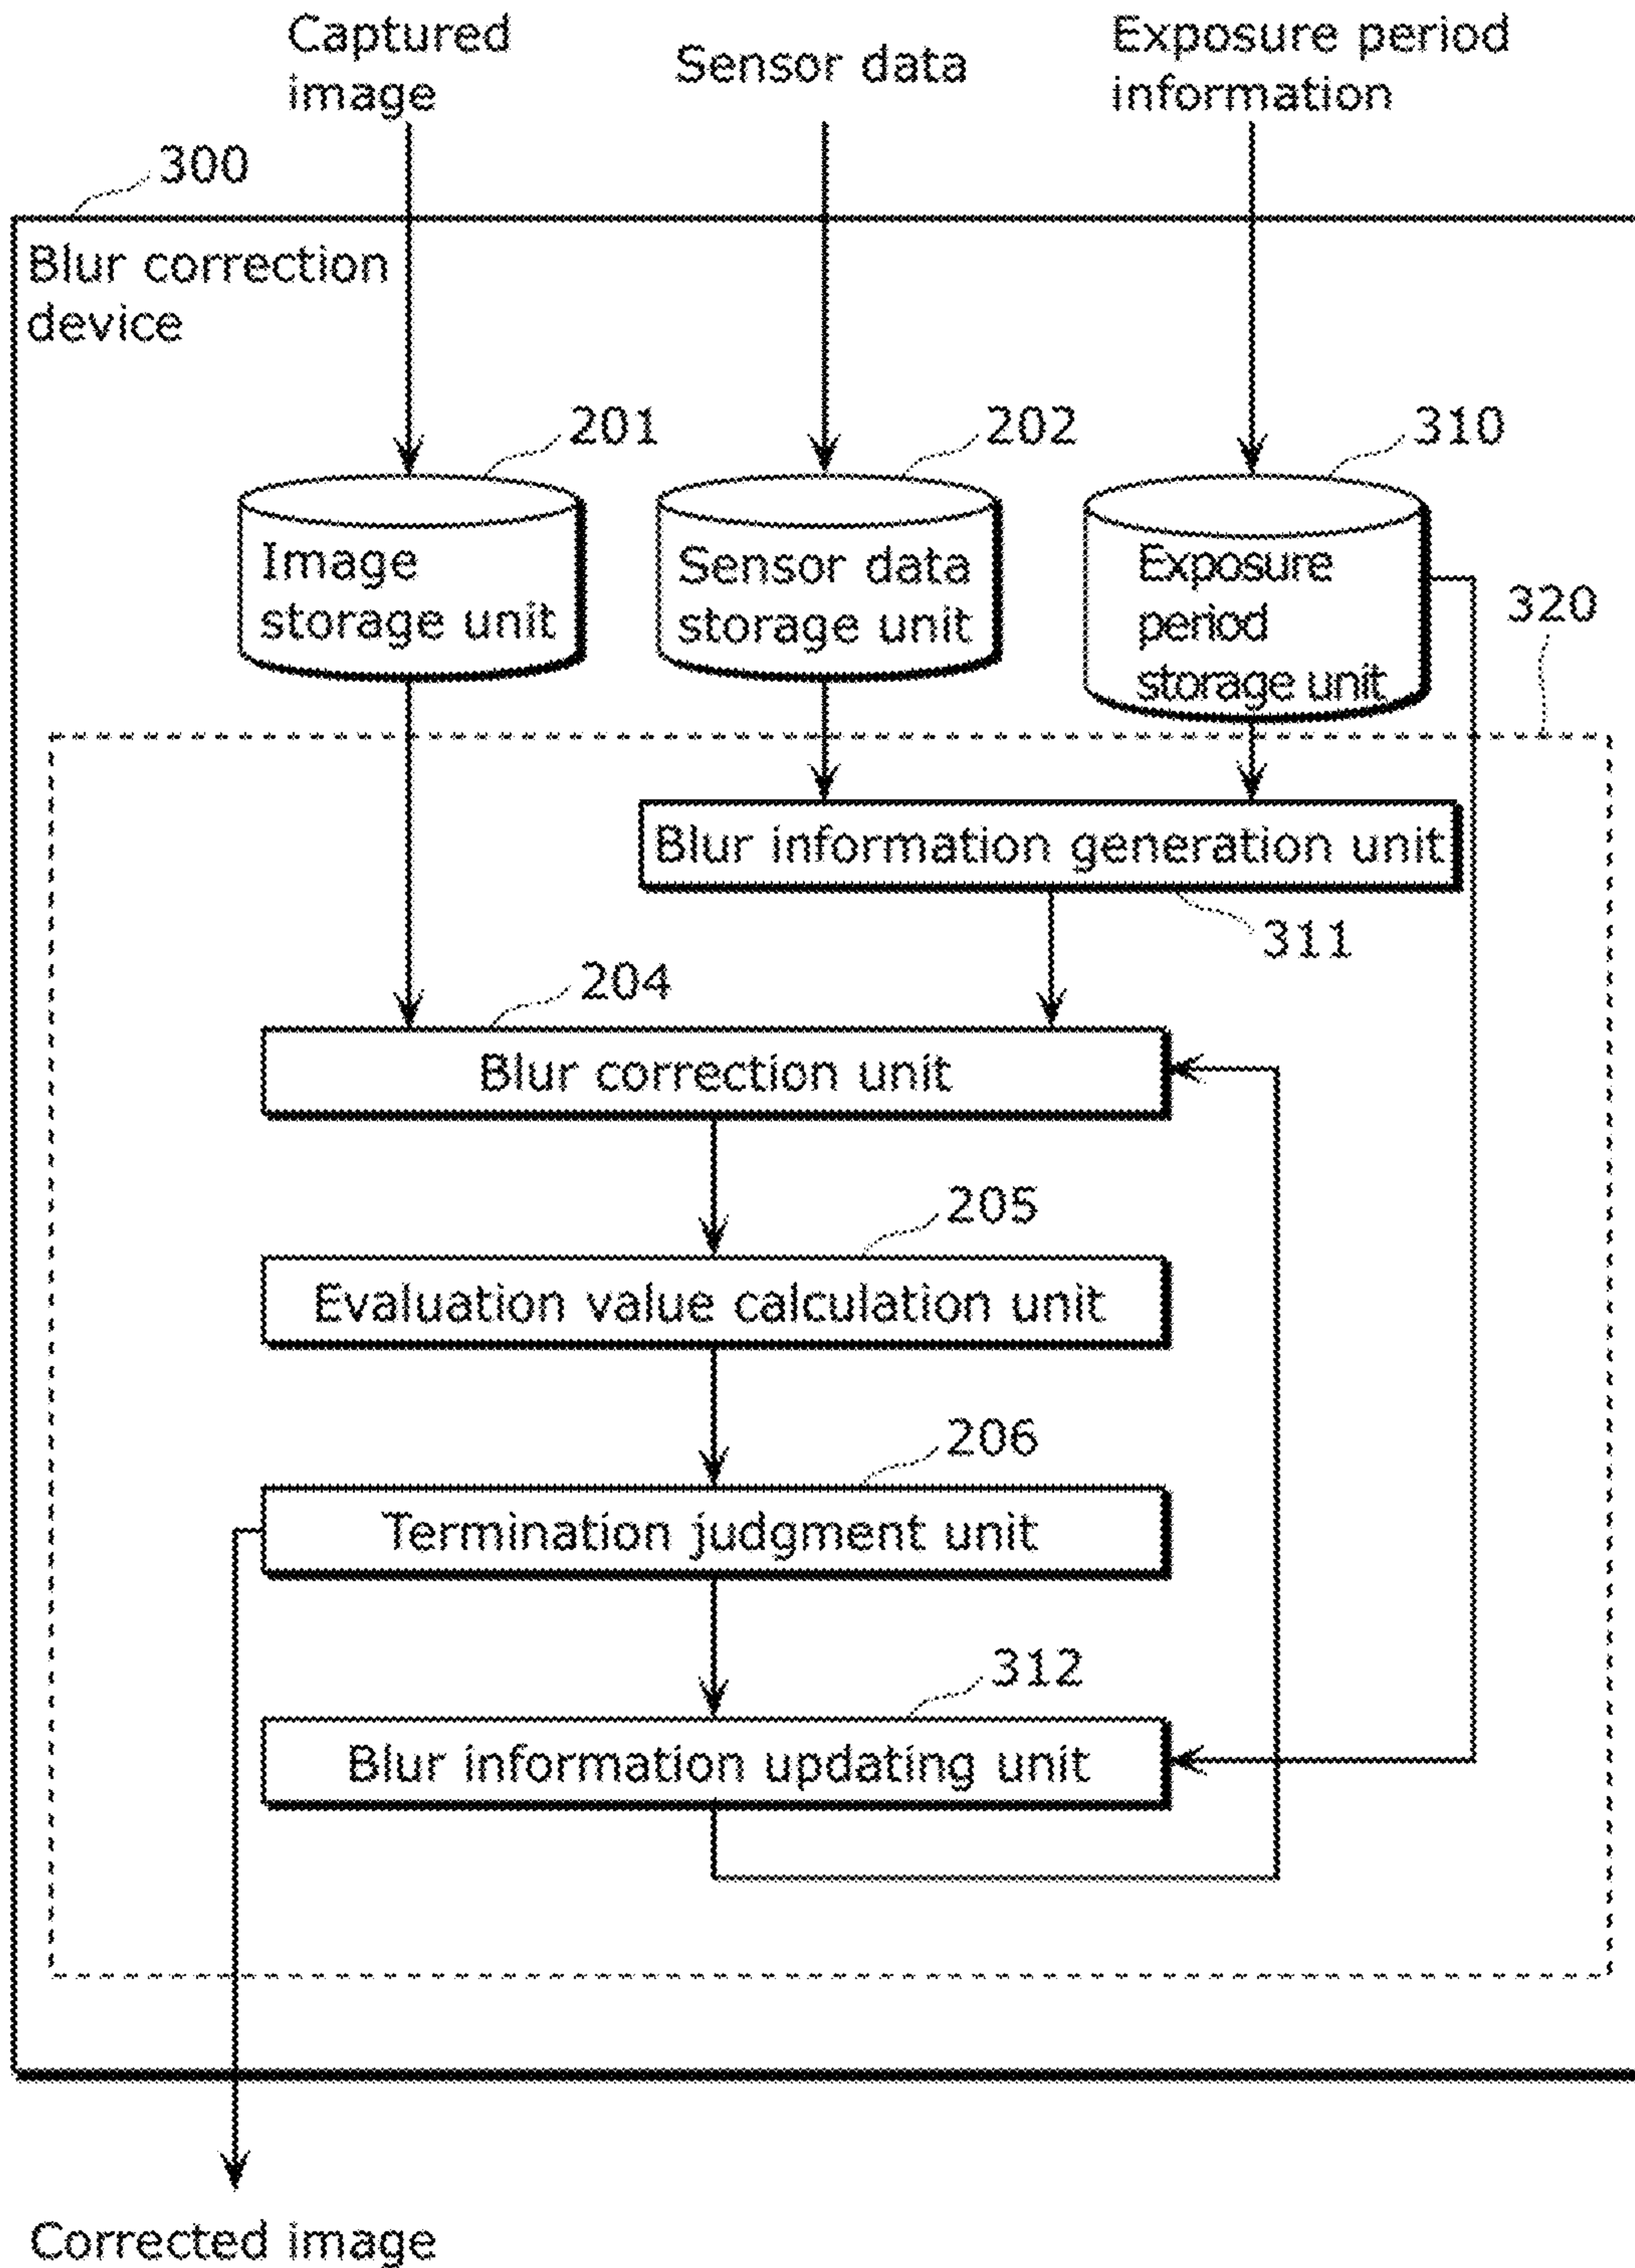 Captured
image
Sensor data
Exposure period
information
300
Blur correction
device
201
202
310
Image
storage unit
Sensor data
storage unit
Exposure
period
storage unit
320
Blur information generation unit
311
204
Blur correction unit
205
Evaluation value calculation unit
206
Termination judgment unit
312
Blur information updating unit
Corrected image